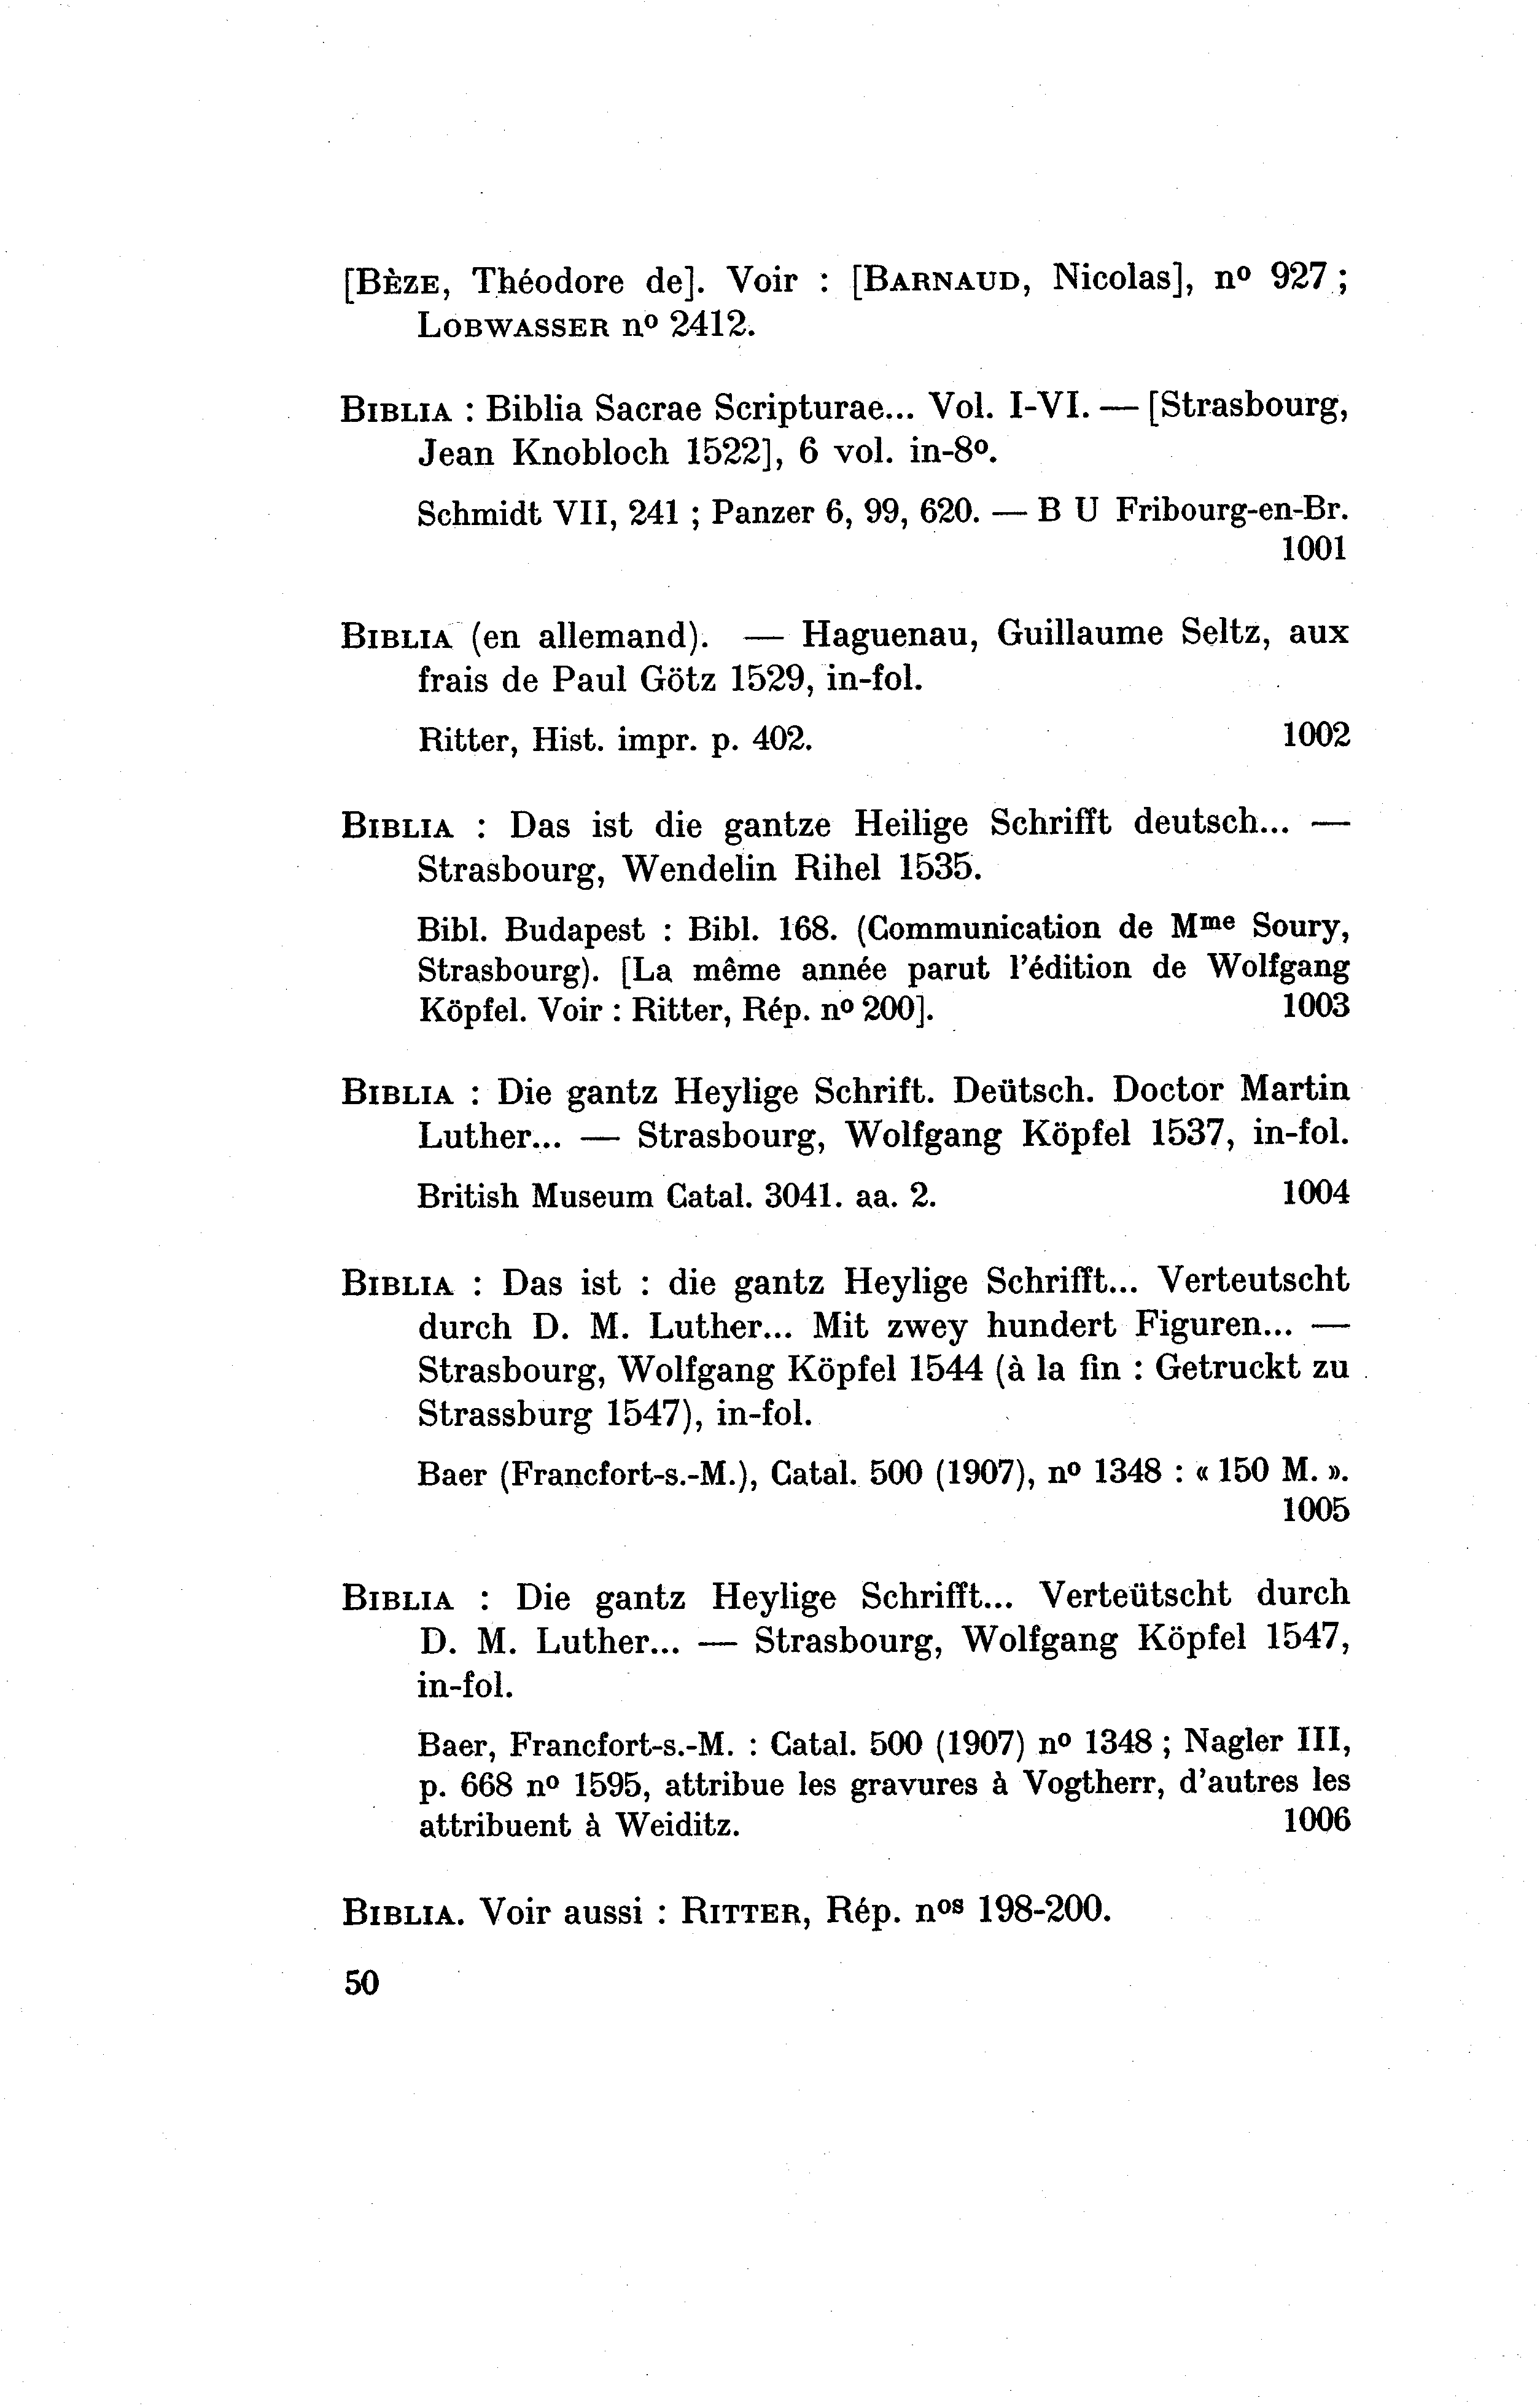 [Bèze, Théodore de]. Voir : [Barnaud, Nicolas], nº 927 ;
Lobwasser nº 2412.
Biblia : Biblia Sacrae Scripturae... Vol. I-VI. — [Strasbourg,
Jean Knobloch 1522], 6 vol. in-8º.
Schmidt VII, 241 ; Panzer 6, 99, 620. — B U Fribourg-en-Br.
1001
Biblia (en allemand). — Haguenau, Guillaume Seltz, aux
frais de Paul Götz 1529, in-fol.
Ritter, Hist. impr. p. 402. 1002
Biblia : Das ist die gantze Heilige Schrifft deutsch... —
Strasbourg, Wendelin Rihel 1535.
Bibl. Budapest : Bibl. 168. (Communication de Mme Soury,
Strasbourg). [La même année parut l'édition de Wolfgang
Köpfel. Voir : Ritter, Rép. nº 200]. 1003
Biblia : Die gantz Heylige Schrift. Deütsch. Doctor Martin
Luther... — Strasbourg, Wolfgang Köpfel 1537, in-fol.
British Museum Catal. 3041. aa. 2. 1004
Biblia : Das ist : die gantz Heylige Schrifft... Verteutscht
durch D. M. Luther... Mit zwey hundert Figuren... —
Strasbourg, Wolfgang Köpfel 1544 (à la fin : Getruckt zu
Strassburg 1547), in-fol.
Baer (Francfort-s.-M.), Catal. 500 (1907), nº 1348 : « 150 M. ».
1005
Biblia : Die gantz Heylige Schrifft... Verteütscht durch
D. M. Luther... — Strasbourg, Wolfgang Köpfel 1547,
in-fol.
Baer, Francfort-s.-M. : Catal. 500 (1907) nº 1348 ; Nagler III,
p. 668 nº 1595, attribue les gravures à Vogtherr, d'autres les
attribuent à Weiditz. 1006
Biblia. Voir aussi : Ritter, Rép. nos 198-200.
50